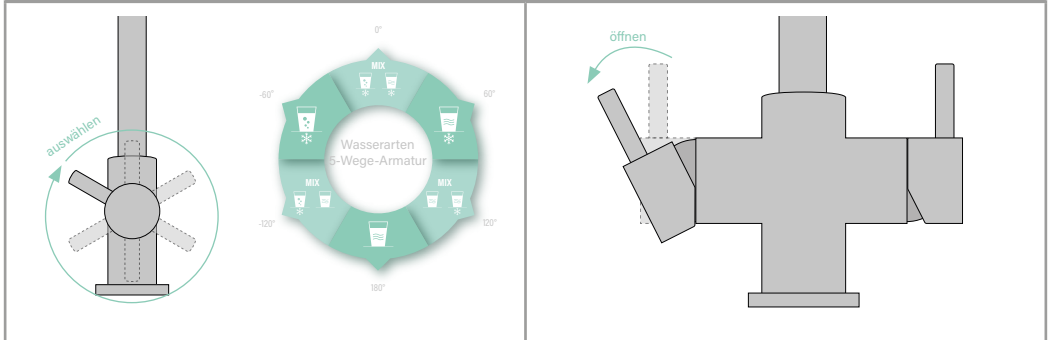 auswählen
0°
MIX
-60°
60°
Wasserarten
5-Wege-Armatur
MIX
MIX
-120°
120°
180°
öffnen